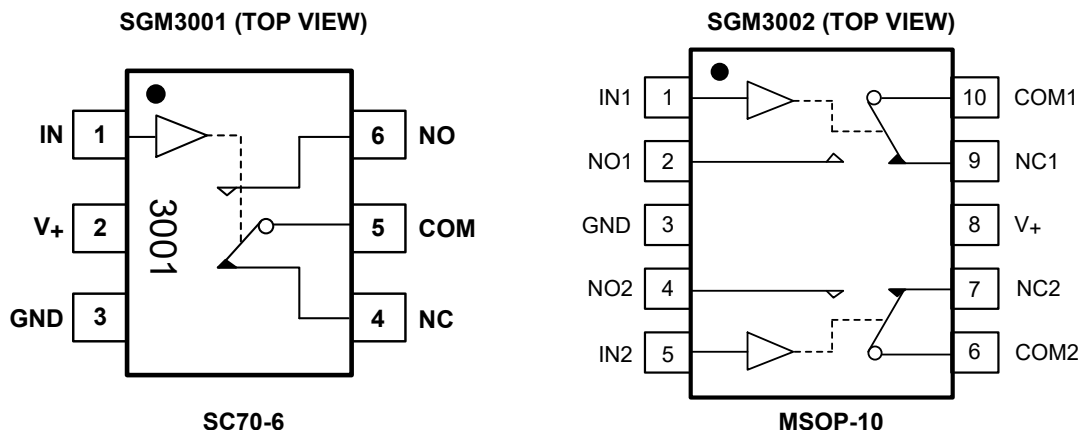 SGM3001 (TOP VIEW)
IN 1
V+ 2
GND 3
3001
6 NO
5 COM
4 NC
SC70-6
SGM3002 (TOP VIEW)
IN1 1
NO1 2
GND 3
NO2 4
IN2 5
10 COM1
9 NC1
8 V+
7 NC2
6 COM2
MSOP-10